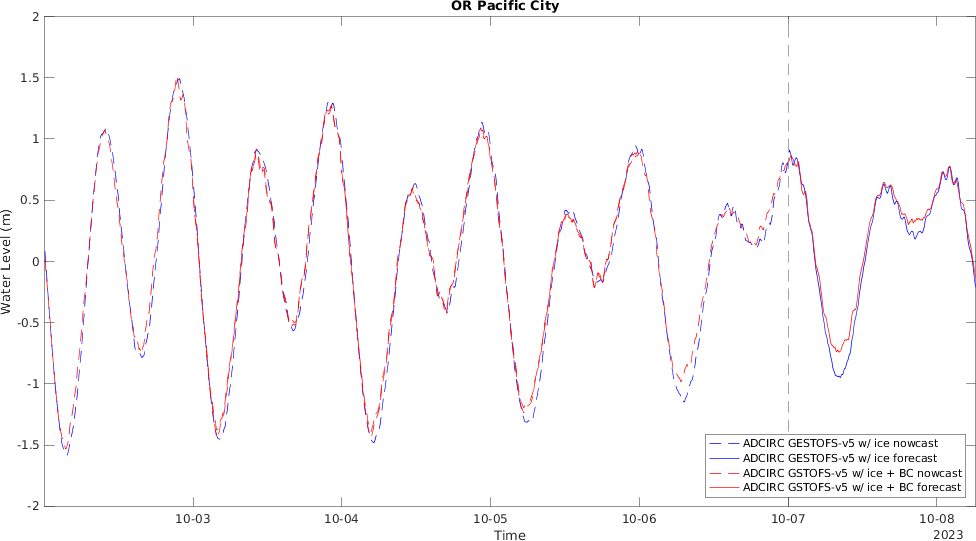 OR Pacific City
2
1.5
1
0.5
0
-0.5
-1
-1.5
-2
Water Level (m)
10-03 10-04 10-05 10-06 10-07 10-08
Time
2023
ADCIRC GESTOFS-v5 w/ ice nowcast
ADCIRC GESTOFS-v5 w/ ice forecast
ADCIRC GSTOFS-v5 w/ ice + BC nowcast
ADCIRC GSTOFS-v5 w/ ice + BC forecast